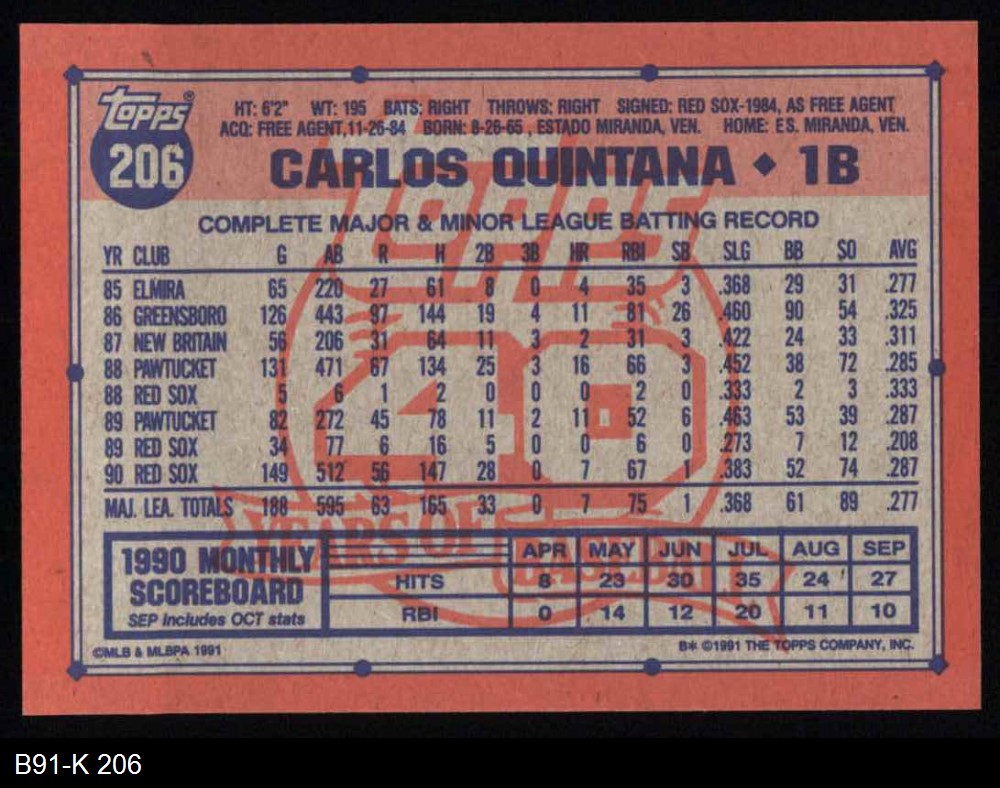 Topps®
206
HT: 6'2" WT: 195 BATS: RIGHT THROWS: RIGHT SIGNED: RED SOX-1984, AS FREE AGENT
ACQ: FREE AGENT,11-26-84 BORN: 8-26-65 , ESTADO MIRANDA, VEN. HOME: ES. MIRANDA, VEN.
CARLOS QUINTANA ◆ 1B
COMPLETE MAJOR & MINOR LEAGUE BATTING RECORD
YR CLUB G AB R H 2B 3B HR RBI SB SLG BB SO AVG
85 ELMIRA 65 220 27 61 8 0 4 35 3 .368 29 31 .277
86 GREENSBORO 126 443 97 144 19 4 11 81 26 .460 90 54 .325
87 NEW BRITAIN 56 206 31 64 11 3 2 31 3 .422 24 33 .311
88 PAWTUCKET 131 471 67 134 25 3 16 66 3 .452 38 72 .285
88 RED SOX 5 6 1 2 0 0 0 2 0 .333 2 3 .333
89 PAWTUCKET 82 272 45 78 11 2 11 52 6 .463 53 39 .287
89 RED SOX 34 77 6 16 5 0 0 6 0 .273 7 12 .208
90 RED SOX 149 512 56 147 28 0 7 67 1 .383 52 74 .287
MAJ. LEA. TOTALS 188 595 63 165 33 0 7 75 1 .368 61 89 .277
Topps
40
YEARS OF
BASEBALL
1990 MONTHLY
SCOREBOARD
SEP includes OCT stats
APR MAY JUN JUL AUG SEP
HITS 8 23 30 35 24 27
RBI 0 14 12 20 11 10
©MLB & MLBPA 1991
B* ©1991 THE TOPPS COMPANY, INC.
B91-K 206